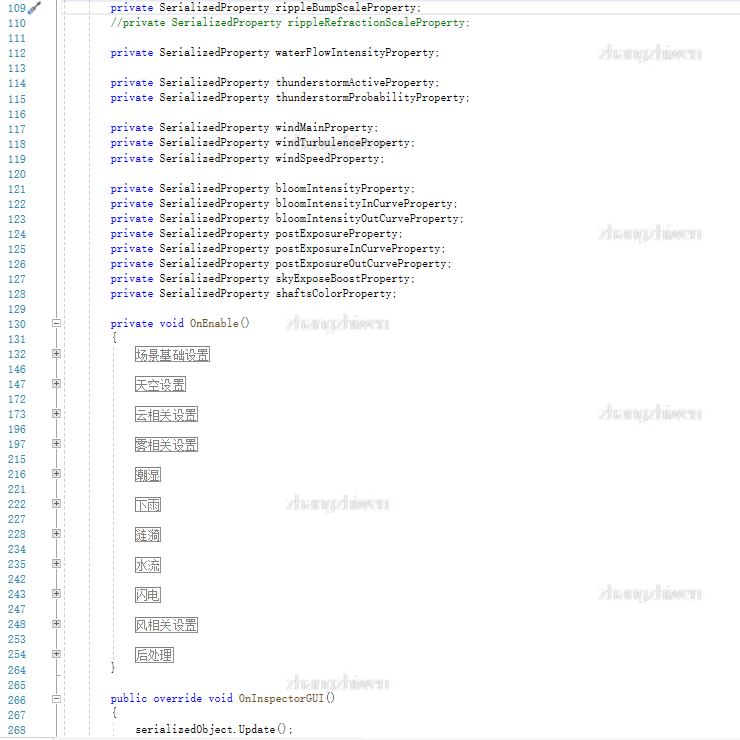 109 private SerializedProperty rippleBumpScaleProperty;
110 //private SerializedProperty rippleRefractionScaleProperty;
111
112 private SerializedProperty waterFlowIntensityProperty; zhangzhiwen
113
114 private SerializedProperty thunderstormActiveProperty;
115 private SerializedProperty thunderstormProbabilityProperty;
116
117 private SerializedProperty windMainProperty;
118 private SerializedProperty windTurbulenceProperty; zhangzhiwen
119 private SerializedProperty windSpeedProperty;
120
121 private SerializedProperty bloomIntensityProperty;
122 private SerializedProperty bloomIntensityInCurveProperty;
123 private SerializedProperty bloomIntensityOutCurveProperty;
124 private SerializedProperty postExposureProperty; zhangzhiwen
125 private SerializedProperty postExposureInCurveProperty;
126 private SerializedProperty postExposureOutCurveProperty;
127 private SerializedProperty skyExposeBoostProperty;
128 private SerializedProperty shaftsColorProperty;
129
130 private void OnEnable() zhangzhiwen
131 {
132 场景基础设置
146
147 天空设置
172
173 云相关设置 zhangzhiwen
196
197 雾相关设置
215
216 潮湿
221
222 下雨 zhangzhiwen
227
228 涟漪
234
235 水流
242
243 闪电 zhangzhiwen
247
248 风相关设置
253
254 后处理
264 }
265 zhangzhiwen
266 public override void OnInspectorGUI()
267 {
268 serializedObject.Update();